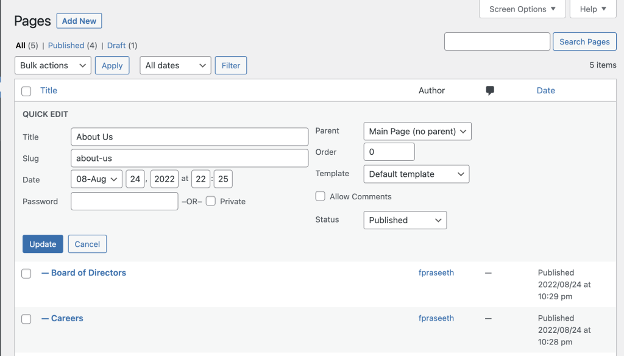 Screen Options ▼ Help ▼
Pages Add New
All (5) | Published (4) | Draft (1)
Search Pages
Bulk actions Apply All dates Filter 5 items
Title Author Date
QUICK EDIT
Title About Us
Slug about-us
Date 08-Aug 24 , 2022 at 22 : 25
Password –OR– Private
Parent Main Page (no parent)
Order 0
Template Default template
Allow Comments
Status Published
Update Cancel
— Board of Directors fpraseeth — Published
2022/08/24 at
10:29 pm
— Careers fpraseeth — Published
2022/08/24 at
10:28 pm